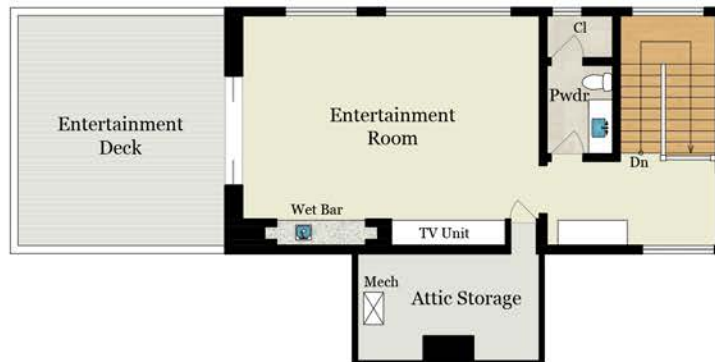 Cl
Pwdr
Entertainment
Deck
Entertainment
Room
Dn
Wet Bar
TV Unit
Mech
Attic Storage